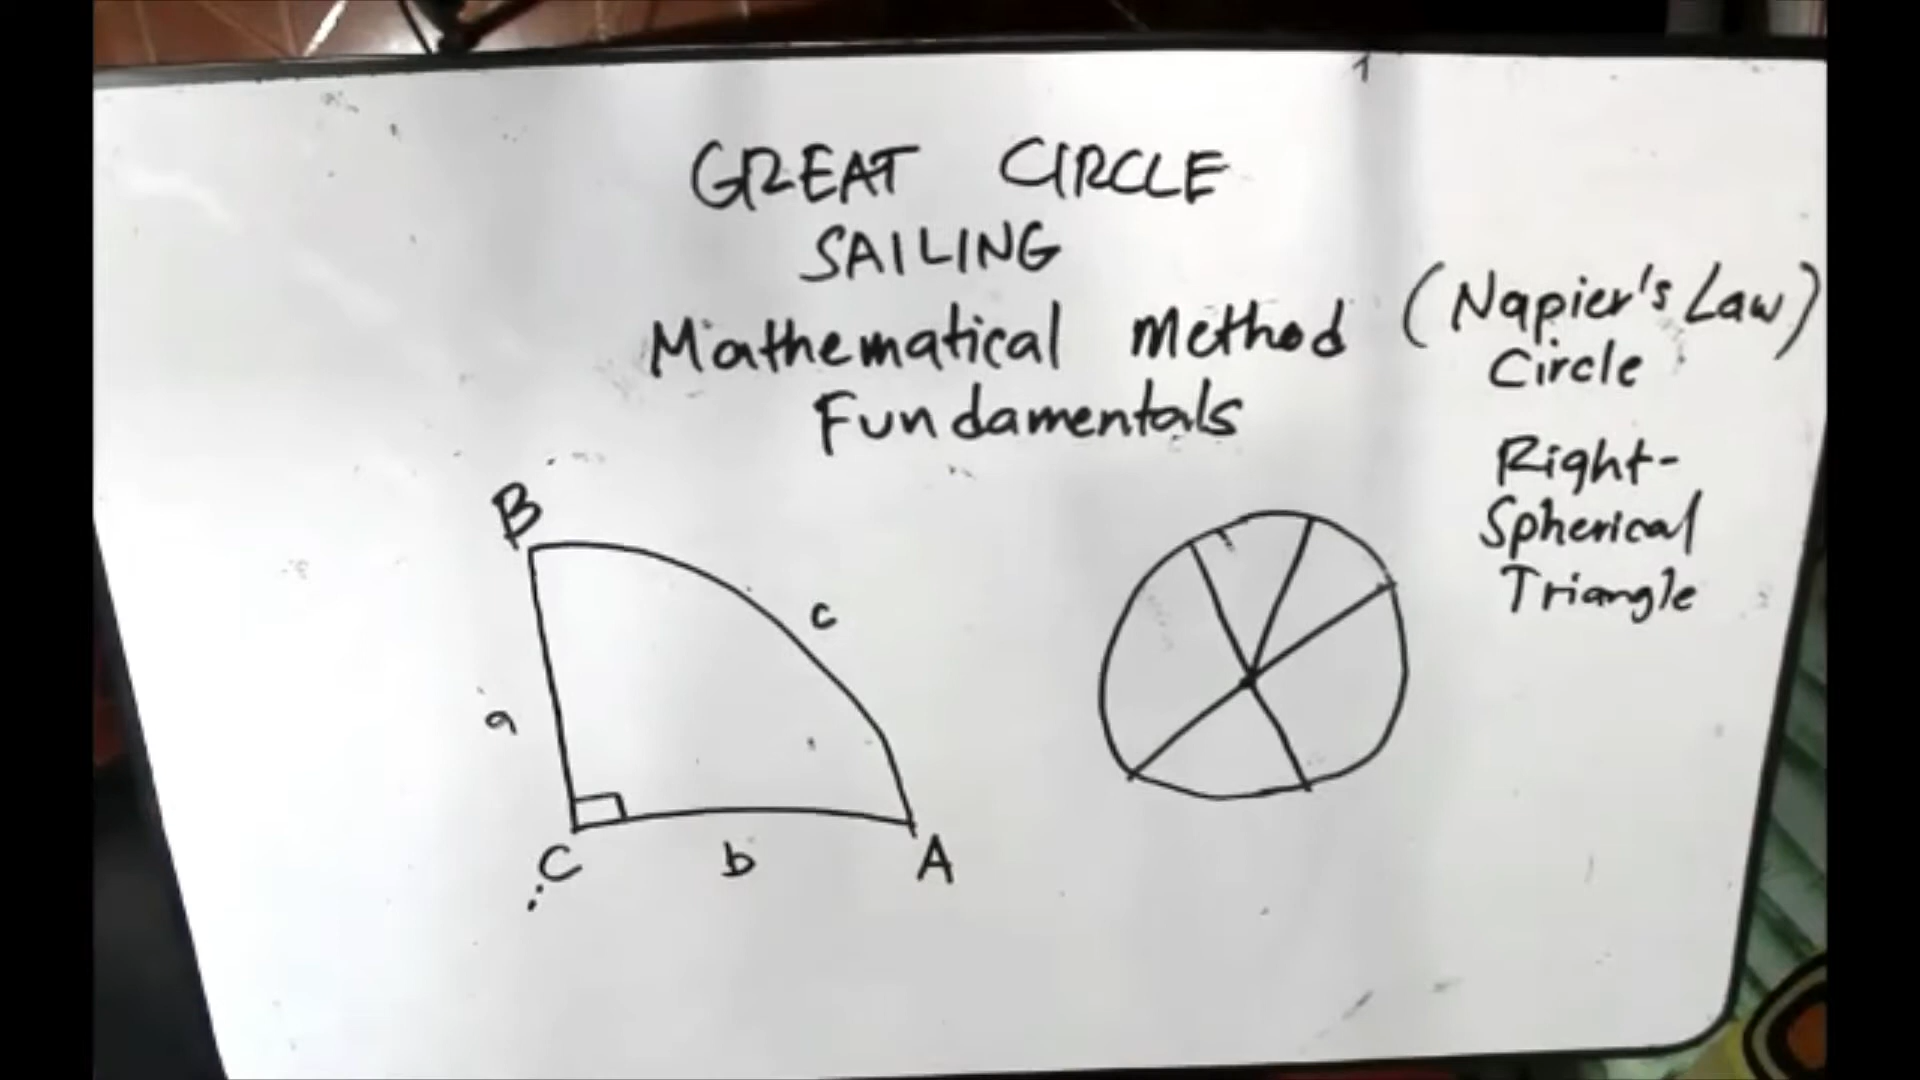 GREAT CIRCLE
SAILING
Mathematical Method
Fundamentals
(Napier's Law)
Circle
Right-
Spherical
Triangle
B
c
a
C
b
A